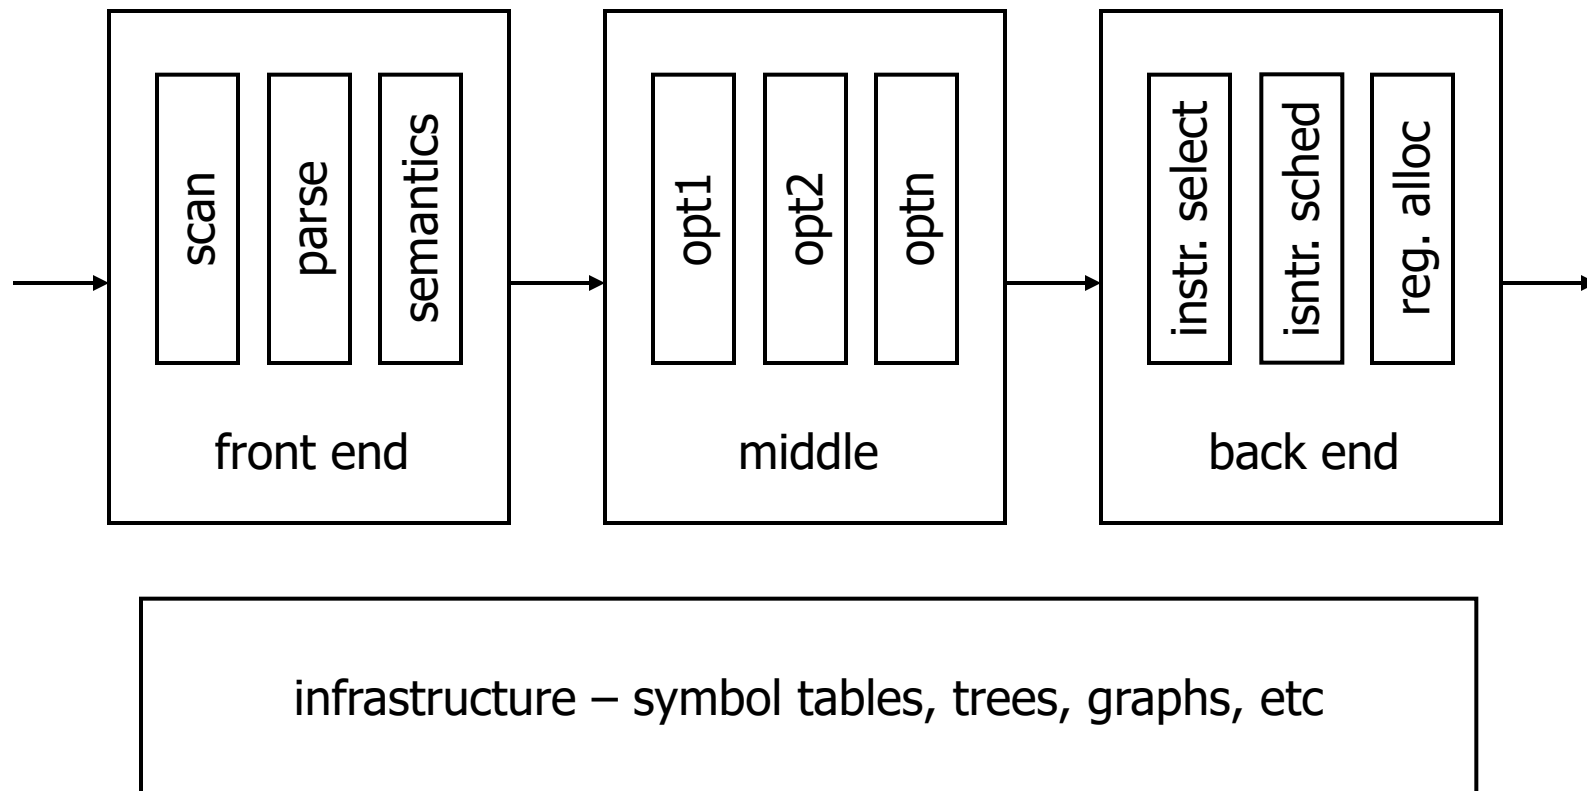 scan
parse
semantics
front end
opt1
opt2
optn
middle
instr. select
isntr. sched
reg. alloc
back end
infrastructure – symbol tables, trees, graphs, etc